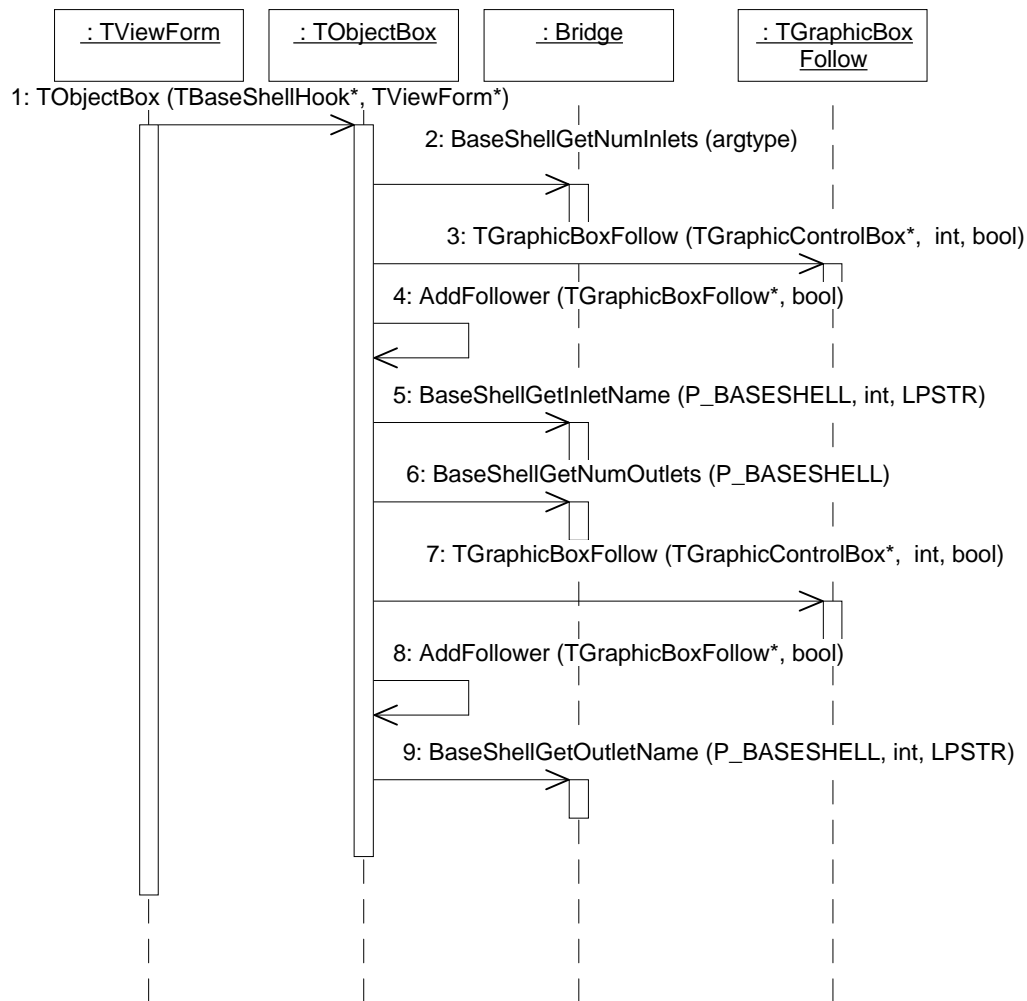 : TViewForm
: TObjectBox
: Bridge
: TGraphicBox
Follow
1: TObjectBox (TBaseShellHook*, TViewForm*)
2: BaseShellGetNumInlets (argtype)
3: TGraphicBoxFollow (TGraphicControlBox*, int, bool)
4: AddFollower (TGraphicBoxFollow*, bool)
5: BaseShellGetInletName (P_BASESHELL, int, LPSTR)
6: BaseShellGetNumOutlets (P_BASESHELL)
7: TGraphicBoxFollow (TGraphicControlBox*, int, bool)
8: AddFollower (TGraphicBoxFollow*, bool)
9: BaseShellGetOutletName (P_BASESHELL, int, LPSTR)